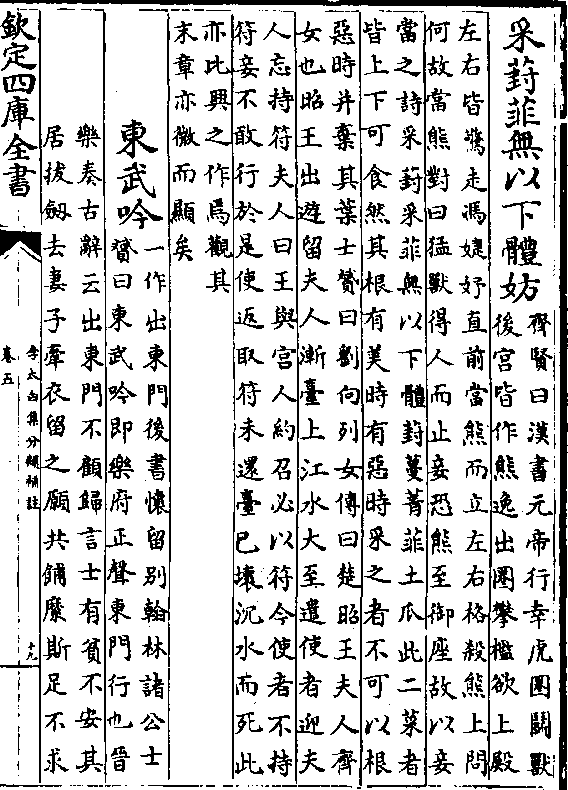 采葑菲無以下體妨齊賢曰漢書元帝行幸虎圏鬭獸
後宫皆作熊逸出圏攀檻欲上殿
左右皆驚走馮婕妤直前當熊而立左右格殺熊上問
何故當熊對曰猛獸得人而止妾恐熊至御座故以妾
當之詩采葑采菲無以下體葑蔓菁菲土瓜此二菜者
皆上下可食然其根有美時有惡時采之者不可以根
惡時并棄其葉士贇曰劉向列女傳曰楚昭王夫人齊
女也昭王出遊留夫人漸臺上江水大至遣使者迎夫
人忘持符夫人曰王與宫人約召必以符今使者不持
符妾不敢行於是使返取符未還臺已壊沉水而死此
亦比興之作焉觀其
末章亦微而顯矣
東武吟一作出東門後書懷留别翰林諸公士
贇曰東武吟即樂府正聲東門行也晉
樂奏古辭云出東門不顧歸言士有貧不安其
居拔劔去妻子牽衣留之願共餔糜斯足不求
欽定四庫全書
李太白集分類補註
卷五
十九